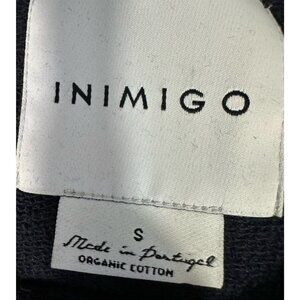 INIMIGO
S
Made in Portugal
ORGANIC COTTON